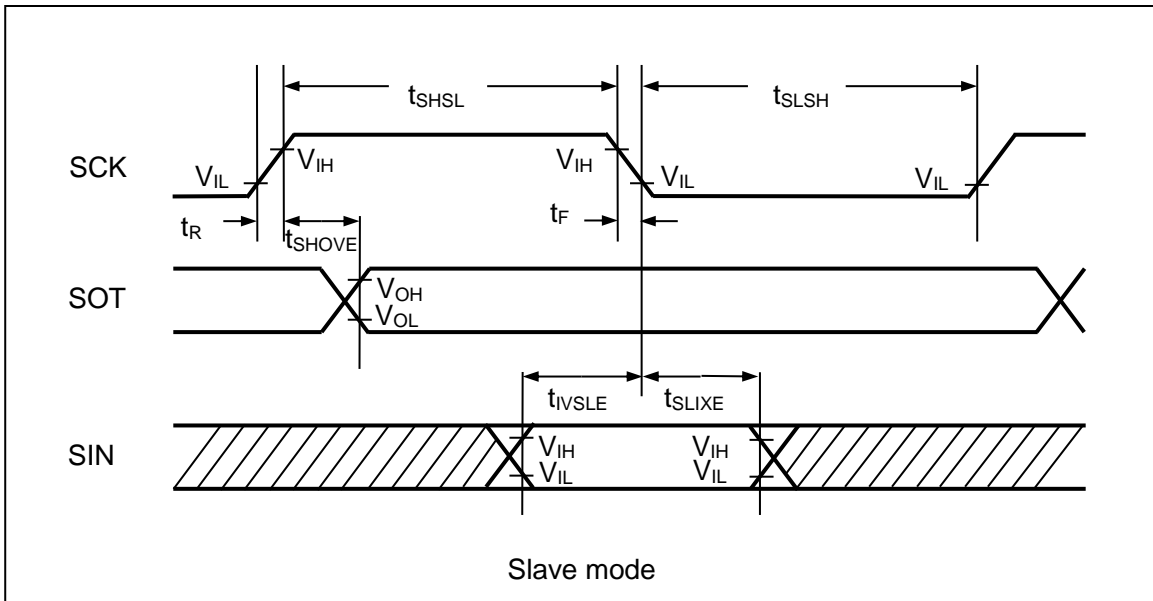 tSHSL tSLSH
SCK VIL VIH VIH VIL VIL
tR tSHOVE tF
SOT VOH
VOL
tIVSLE tSLIXE
SIN VIH VIH
VIL VIL
Slave mode